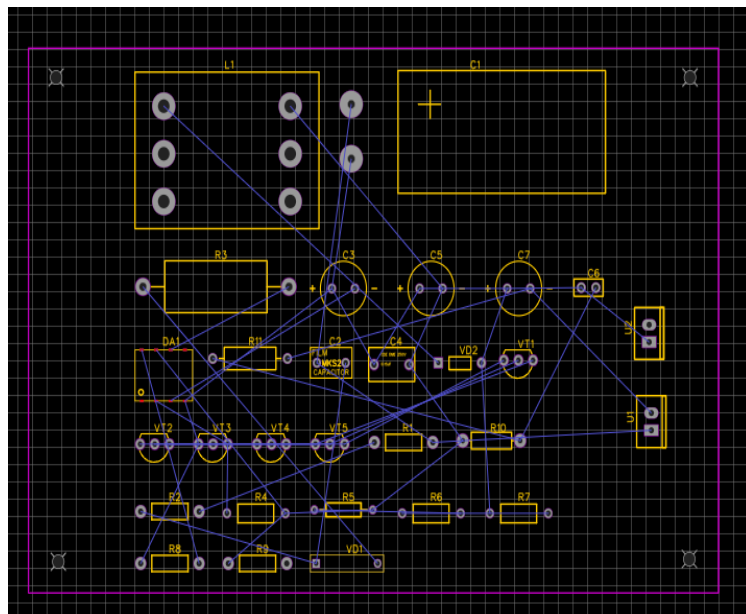 L1
C1
R3
C3
C5
C7
C6
+ - + - + -
U2
DA1
R11
C2
C4
VD2
VT1
FILM
MKS2
CAPACITOR
U1
VT2
VT3
VT4
VT5
R1
R10
R2
R4
R5
R6
R7
R8
R9
VD1